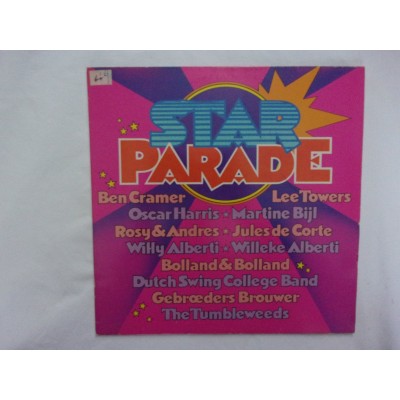 STAR
PARADE
Ben Cramer Lee Towers
Oscar Harris • Martine Bijl
Rosy & Andres • Jules de Corte
Willy Alberti • Willeke Alberti
Bolland & Bolland
Dutch Swing College Band
Gebrœders Brouwer
The Tumbleweeds